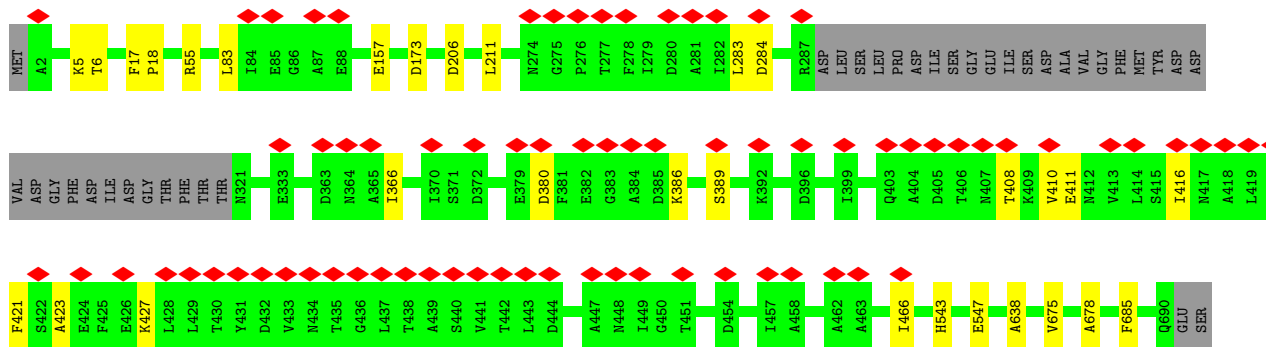 MET A2 K5 T6 F17 P18 R55 L83 I84 E85 G86 A87 E88 E157 D173 D206 L211 N274 G275 P276 T277 F278 I279 D280 A281 I282 L283 D284 R287 ASP LEU SER LEU PRO ASP ILE SER GLY GLU ILE SER ASP ALA VAL GLY PHE MET TYR ASP ASP
VAL ASP GLY PHE ASP ILE ASP GLY THR PHE THR THR N321 E333 D363 N364 A365 I366 I370 S371 D372 E379 D380 F381 E382 G383 A384 D385 K386 S389 K392 D396 I399 Q403 A404 D405 T406 N407 T408 K409 V410 E411 N412 V413 L414 S415 I416 N417 A418 L419
F421 S422 A423 E424 F425 E426 K427 L428 L429 T430 Y431 D432 V433 N434 T435 G436 L437 T438 A439 S440 V441 T442 L443 D444 A447 N448 I449 G450 T451 D454 I457 A458 A462 A463 I466 H543 E547 A638 V675 A678 F685 Q690 GLU SER